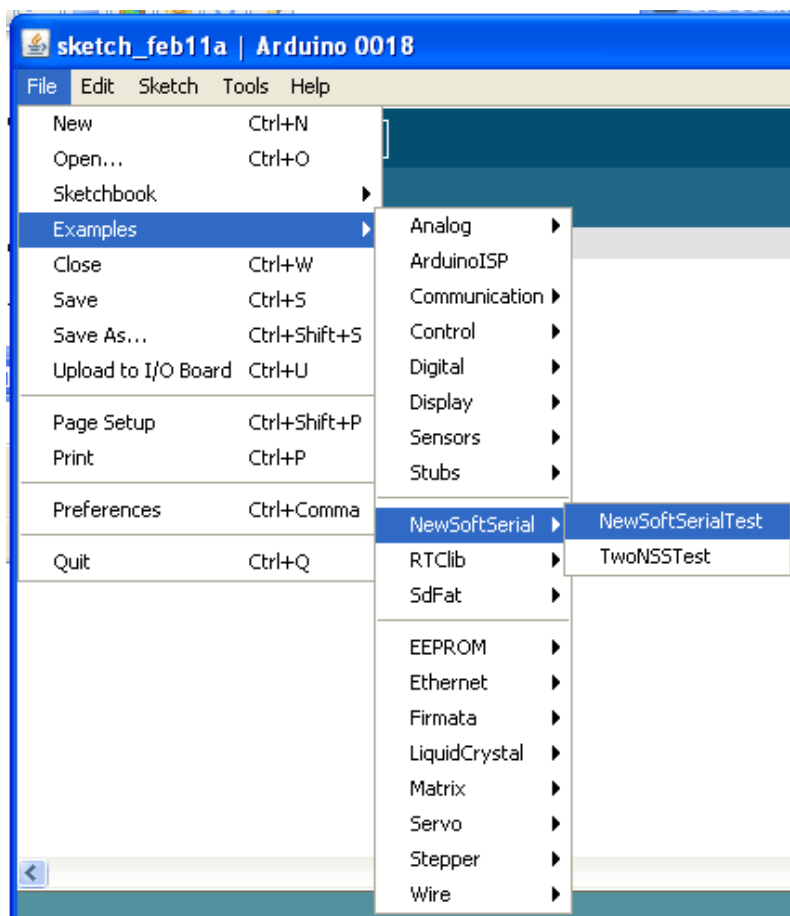 sketch_feb11a | Arduino 0018
File Edit Sketch Tools Help
New Ctrl+N
Open... Ctrl+O
Sketchbook
Examples
Close Ctrl+W
Save Ctrl+S
Save As... Ctrl+Shift+S
Upload to I/O Board Ctrl+U
Page Setup Ctrl+Shift+P
Print Ctrl+P
Preferences Ctrl+Comma
Quit Ctrl+Q
Analog
ArduinoISP
Communication
Control
Digital
Display
Sensors
Stubs
NewSoftSerial
RTClib
SdFat
EEPROM
Ethernet
Firmata
LiquidCrystal
Matrix
Servo
Stepper
Wire
NewSoftSerialTest
TwoNSSTest